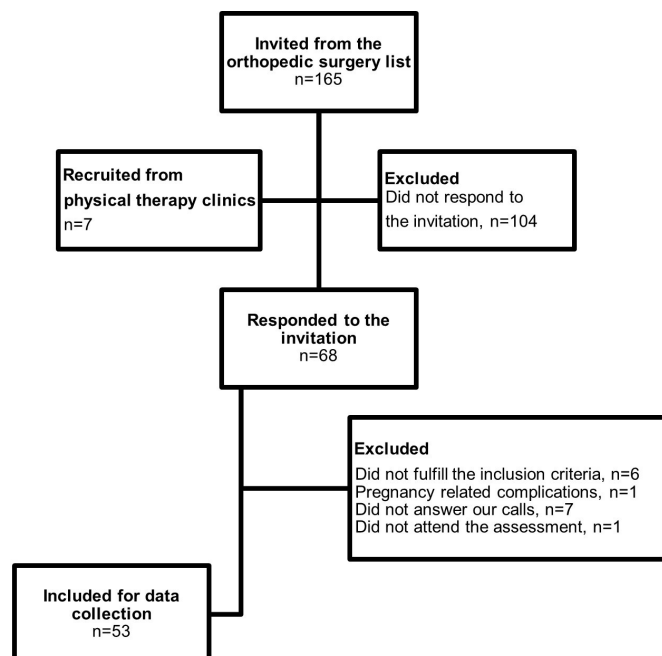 Invited from the
orthopedic surgery list
n=165
Recruited from
physical therapy clinics
n=7
Excluded
Did not respond to
the invitation, n=104
Responded to the
invitation
n=68
Excluded
Did not fulfill the inclusion criteria, n=6
Pregnancy related complications, n=1
Did not answer our calls, n=7
Did not attend the assessment, n=1
Included for data
collection
n=53